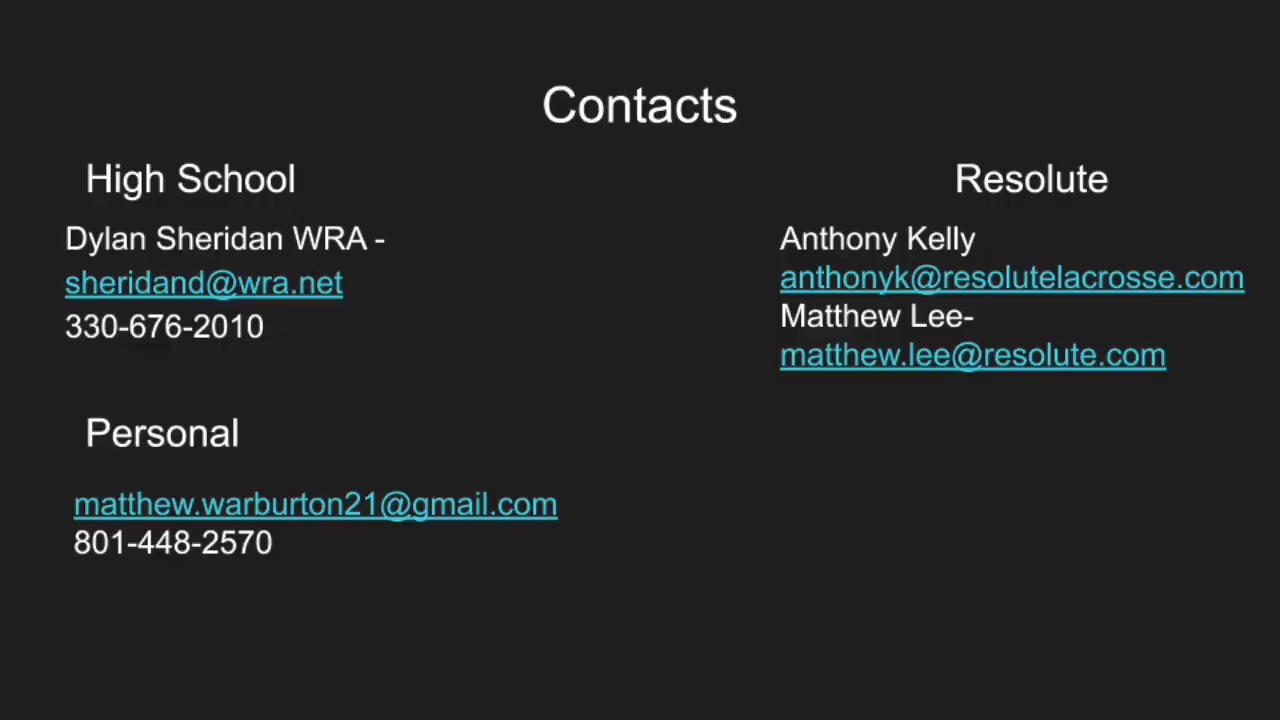 Contacts
High School
Dylan Sheridan WRA -
sheridand@wra.net
330-676-2010
Resolute
Anthony Kelly
anthonyk@resolutelacrosse.com
Matthew Lee-
matthew.lee@resolute.com
Personal
matthew.warburton21@gmail.com
801-448-2570